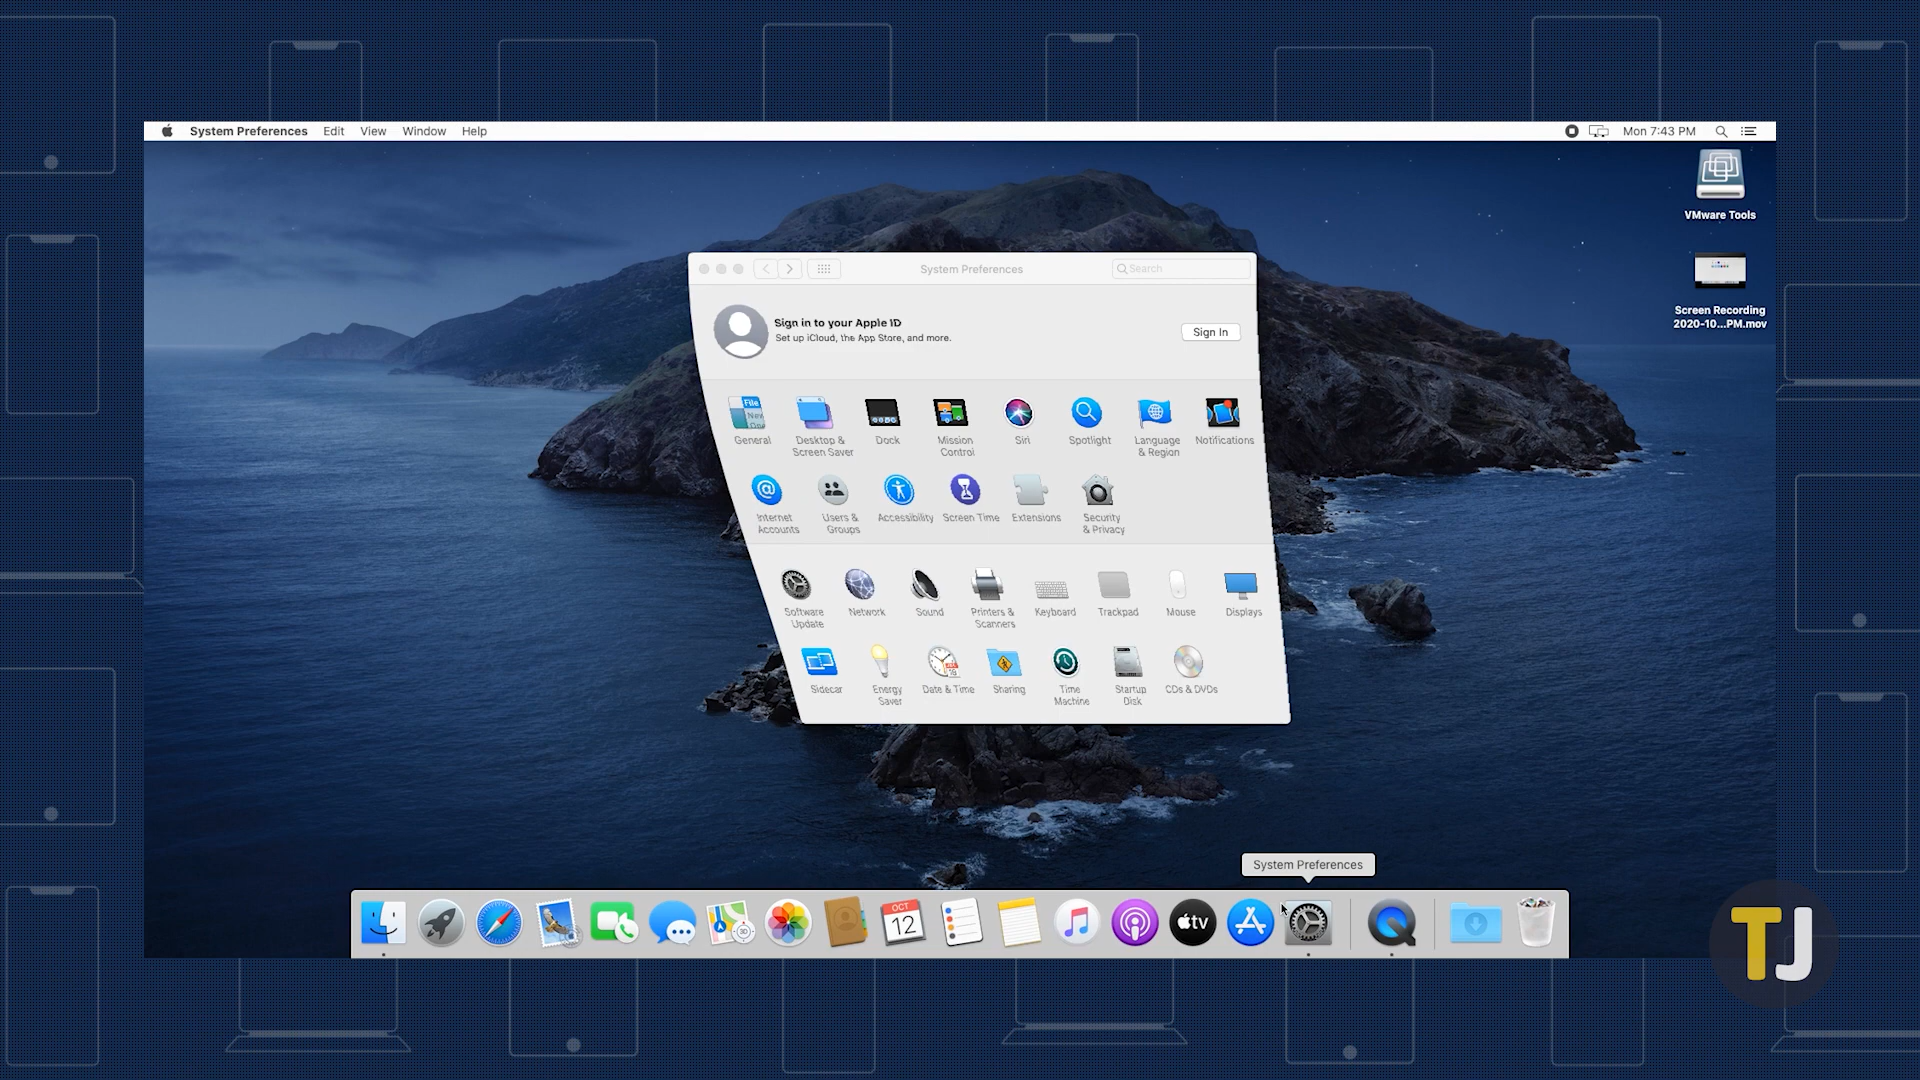 System Preferences Edit View Window Help
Mon 7:43 PM
VMware Tools
Screen Recording
2020-10...PM.mov
System Preferences
Search
Sign in to your Apple ID
Set up iCloud, the App Store, and more.
Sign In
File
New
General
Desktop &
Screen Saver
Dock
Mission
Control
Siri
Spotlight
Language
& Region
Notifications
Internet
Accounts
Users &
Groups
Accessibility
Screen Time
Extensions
Security
& Privacy
Software
Update
Network
Sound
Printers &
Scanners
Keyboard
Trackpad
Mouse
Displays
Sidecar
Energy
Saver
Date & Time
Sharing
Time
Machine
Startup
Disk
CDs & DVDs
System Preferences
OCT
12
tv
TJ